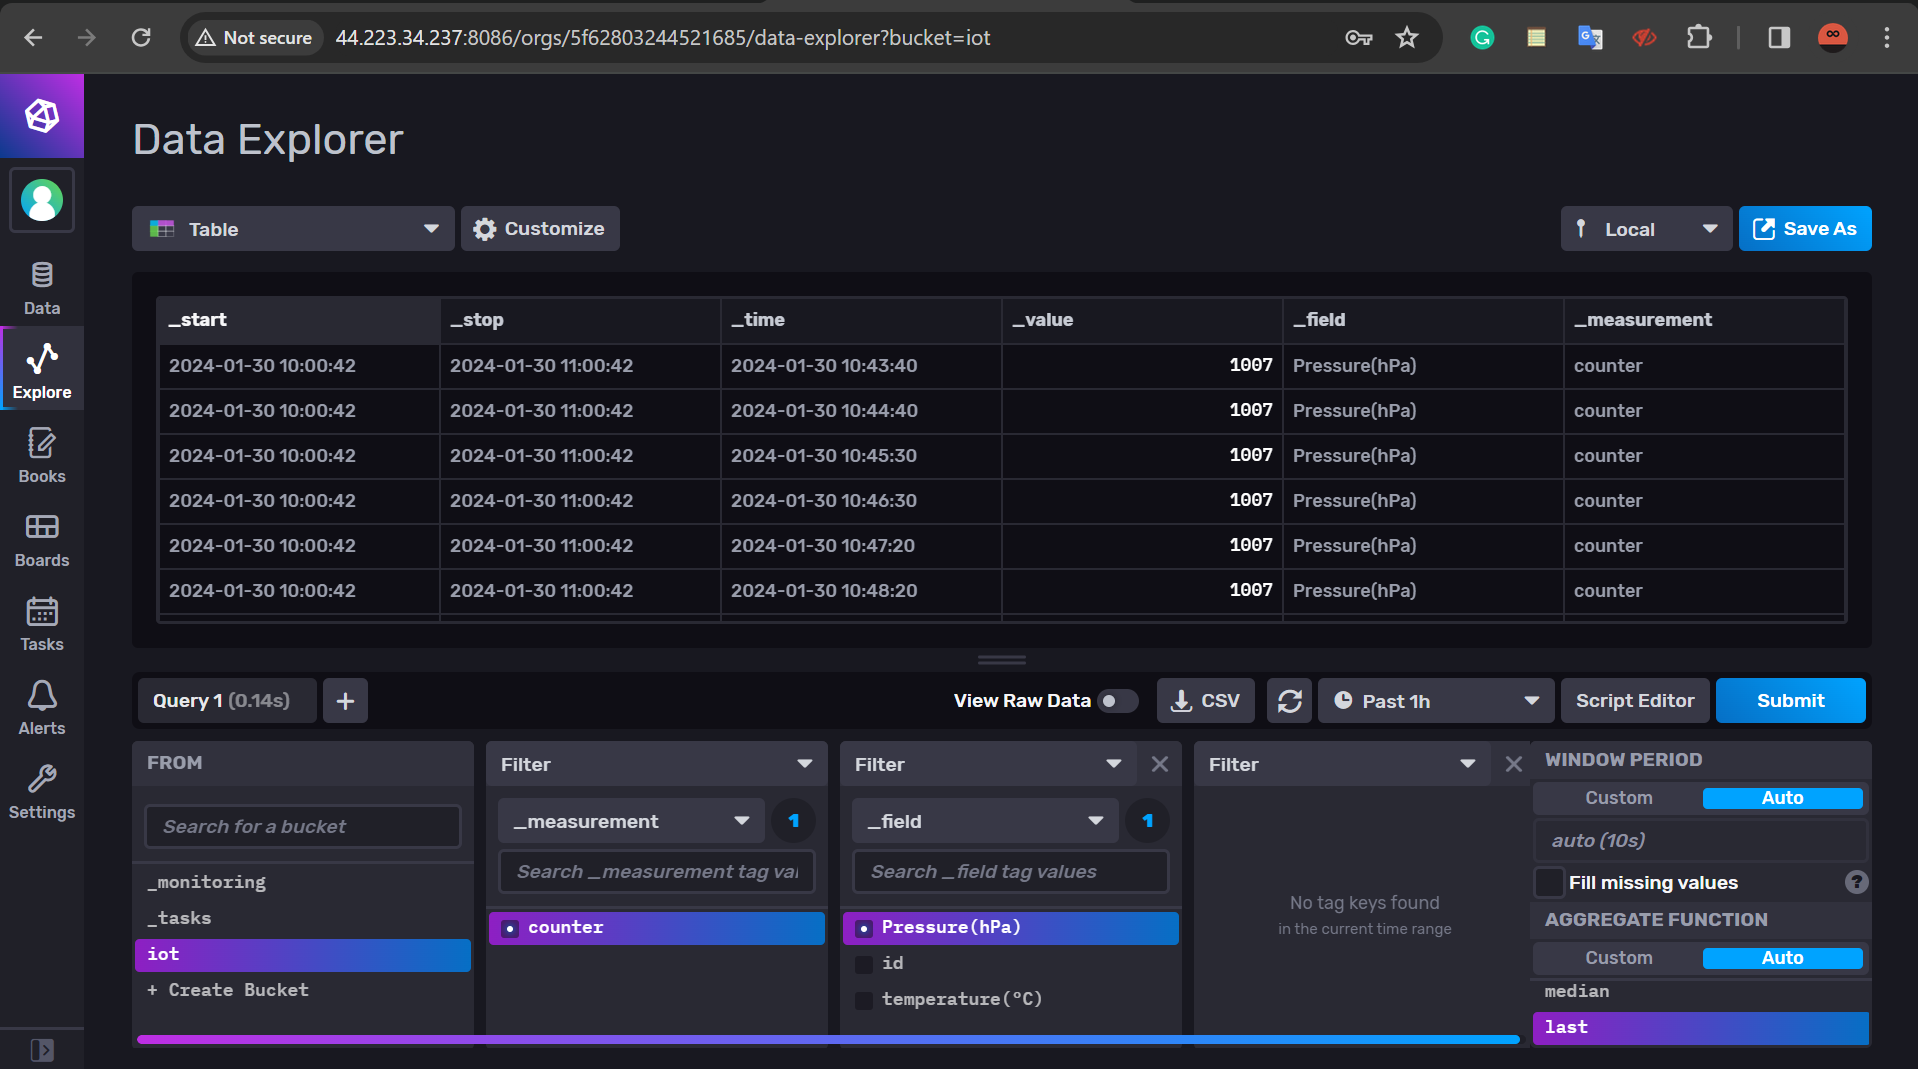 Not secure 44.223.34.237:8086/orgs/5f62803244521685/data-explorer?bucket=iot
Data Explorer
Table Customize Local Save As
Data
Explore
Books
Boards
Tasks
Alerts
Settings
_start _stop _time _value _field _measurement
2024-01-30 10:00:42 2024-01-30 11:00:42 2024-01-30 10:43:40 1007 Pressure(hPa) counter
2024-01-30 10:00:42 2024-01-30 11:00:42 2024-01-30 10:44:40 1007 Pressure(hPa) counter
2024-01-30 10:00:42 2024-01-30 11:00:42 2024-01-30 10:45:30 1007 Pressure(hPa) counter
2024-01-30 10:00:42 2024-01-30 11:00:42 2024-01-30 10:46:30 1007 Pressure(hPa) counter
2024-01-30 10:00:42 2024-01-30 11:00:42 2024-01-30 10:47:20 1007 Pressure(hPa) counter
2024-01-30 10:00:42 2024-01-30 11:00:42 2024-01-30 10:48:20 1007 Pressure(hPa) counter
Query 1 (0.14s) + View Raw Data CSV Past 1h Script Editor Submit
FROM
Search for a bucket
_monitoring
_tasks
iot
+ Create Bucket
Filter
_measurement 1
Search _measurement tag val
counter
Filter
_field 1
Search _field tag values
Pressure(hPa)
id
temperature(°C)
Filter
No tag keys found
in the current time range
WINDOW PERIOD
Custom Auto
auto (10s)
Fill missing values ?
AGGREGATE FUNCTION
Custom Auto
median
last